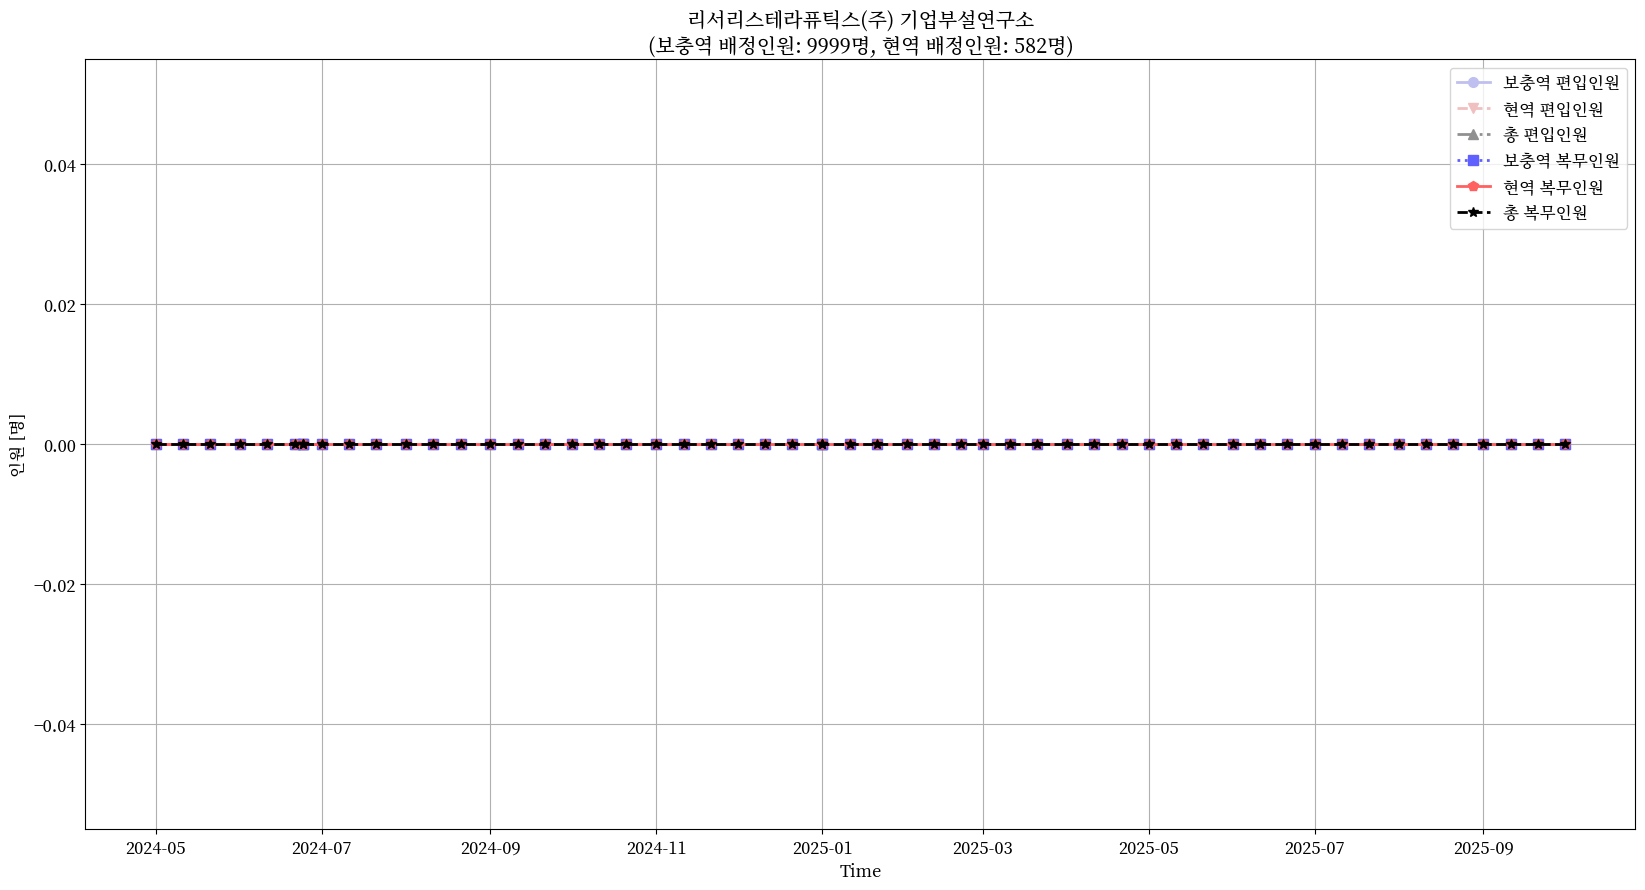 리서리스테라퓨틱스(주) 기업부설연구소
(보충역 배정인원: 9999명, 현역 배정인원: 582명)
보충역 편입인원
현역 편입인원
총 편입인원
보충역 복무인원
현역 복무인원
총 복무인원
0.04
0.02
0.00
−0.02
−0.04
인원 [명]
2024-05
2024-07
2024-09
2024-11
2025-01
2025-03
2025-05
2025-07
2025-09
Time